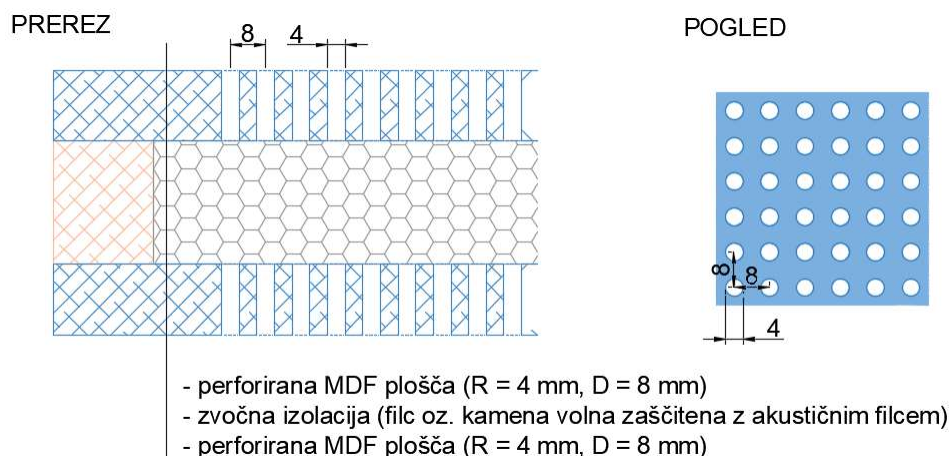 PREREZ
POGLED
8 4
8
8
4
- perforirana MDF plošča (R = 4 mm, D = 8 mm)
- zvočna izolacija (filc oz. kamena volna zaščitena z akustičnim filcem)
- perforirana MDF plošča (R = 4 mm, D = 8 mm)